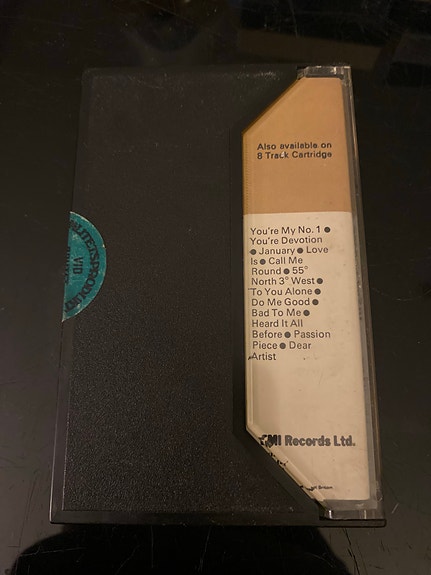 Also available on
8 Track Cartridge
You're My No. 1 ●
You're Devotion
● January ● Love
Is ● Call Me
Round ● 55°
North 3° West ●
To You Alone ●
Do Me Good ●
Bad To Me ●
Heard It All
Before ● Passion
Piece ● Dear
Artist
EMI Records Ltd.
Britain
VID